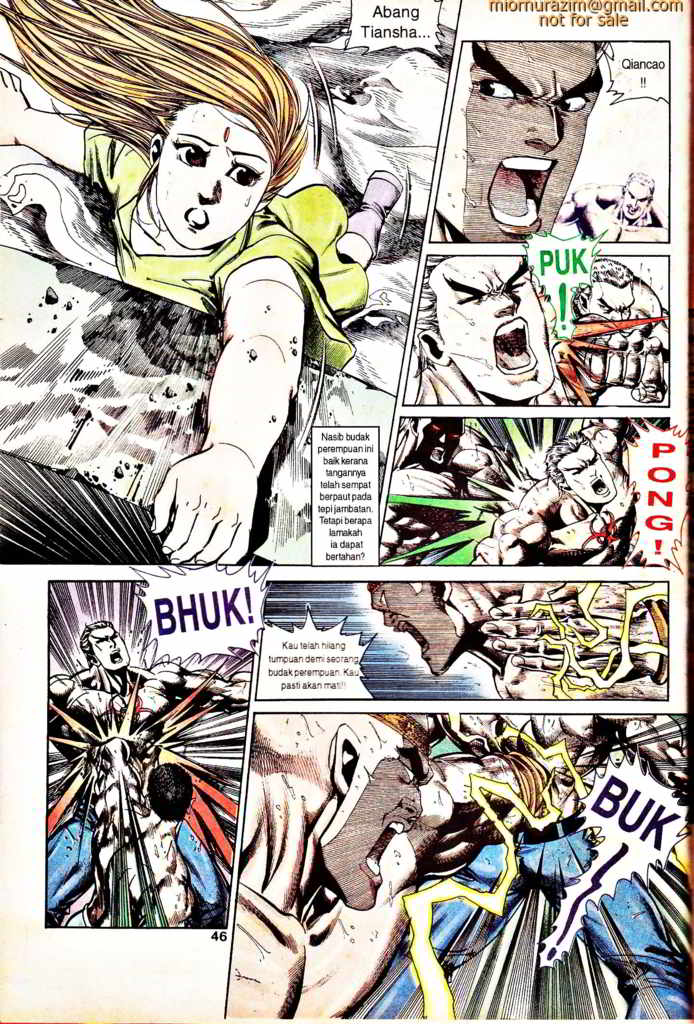 miornurazim@gmail.com
not for sale
Abang
Tiansha...
Qiancao
!!
PUK
!
Nasib budak
perempuan ini
baik kerana
tangannya
telah sempat
berpaut pada
tepi jambatan.
Tetapi berapa
lamakah
ia dapat
bertahan?
PONG!
BHUK!
Kau telah hilang
tumpuan demi seorang
budak perempuan. Kau
pasti akan mati!!
BUK
!
46